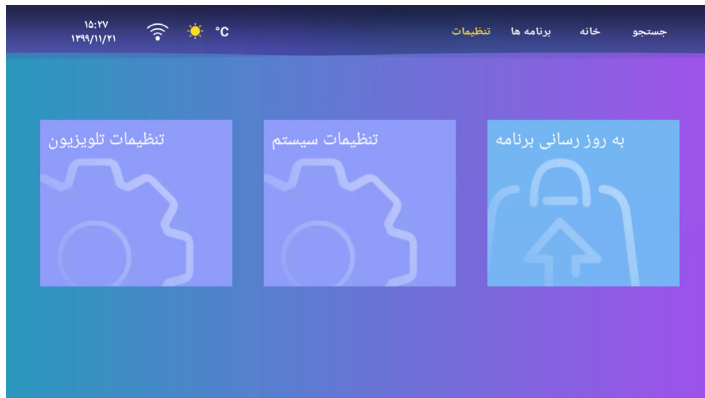 جستجو
خانه
برنامه ها
تنظیمات
°C
۱۵:۲۷
۱۳۹۹/۱۱/۲۱
به روز رسانی برنامه
تنظیمات سیستم
تنظیمات تلویزیون